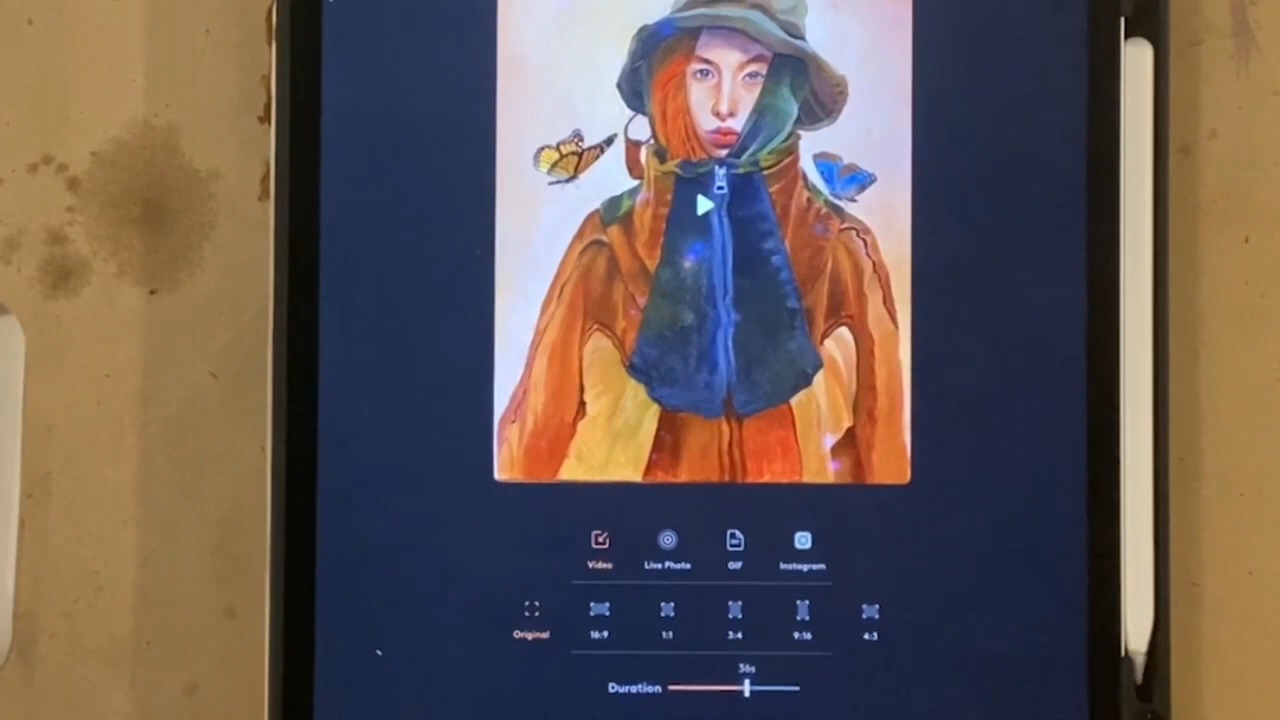 Video Live Photo GIF Instagram
Original 16:9 1:1 3:4 9:16 4:3
36s
Duration